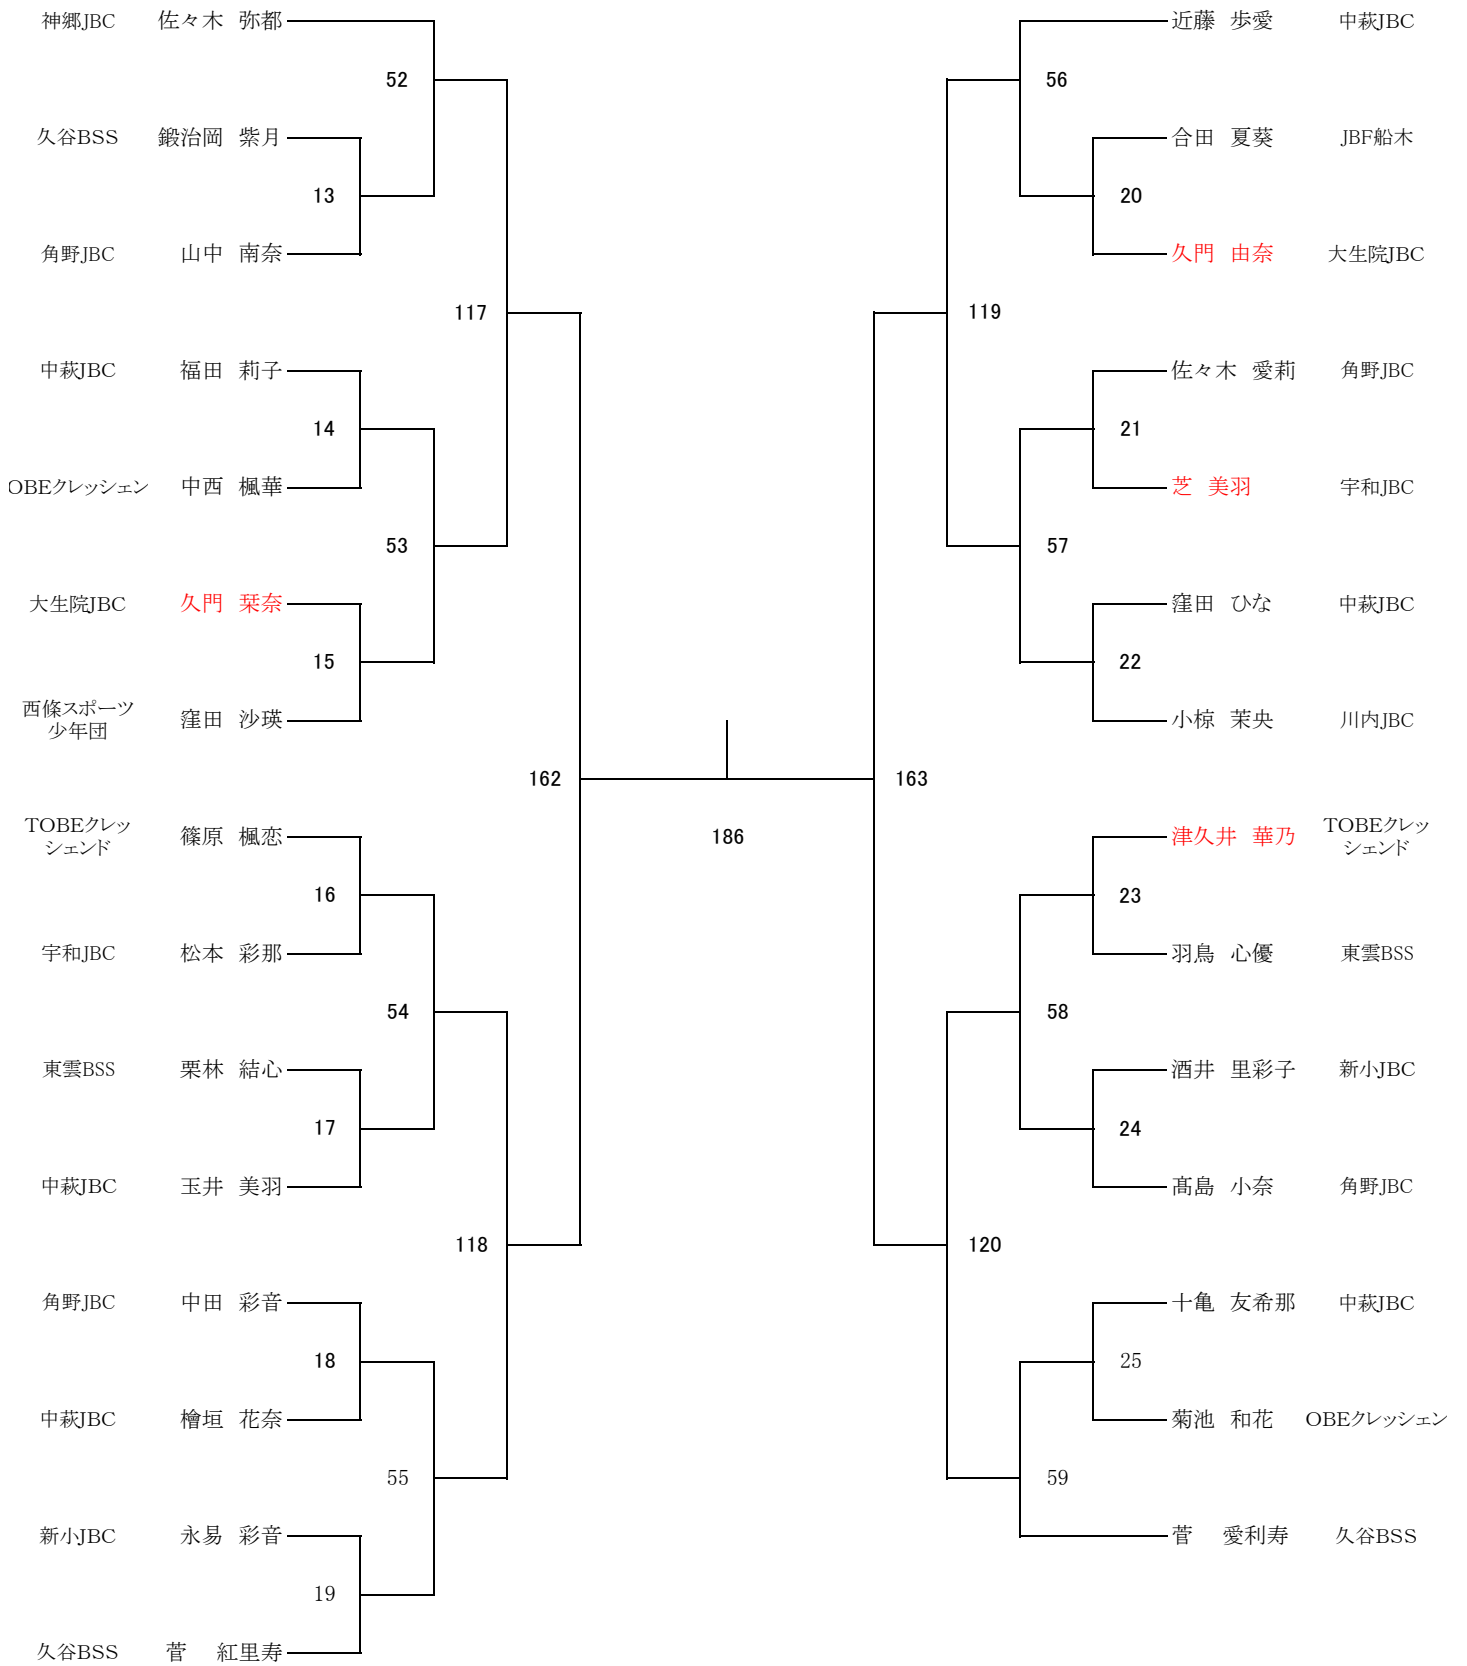 神郷JBC 佐々木 弥都
52
久谷BSS 鍛治岡 紫月
13
角野JBC 山中 南奈
117
中萩JBC 福田 莉子
14
OBEクレッシェン 中西 楓華
53
大生院JBC 久門 栞奈
15
西條スポーツ
少年団
窪田 沙瑛
162
TOBEクレッ
シェンド
篠原 楓恋
16
宇和JBC 松本 彩那
54
東雲BSS 栗林 結心
17
中萩JBC 玉井 美羽
118
角野JBC 中田 彩音
18
中萩JBC 檜垣 花奈
55
新小JBC 永易 彩音
19
久谷BSS 菅 紅里寿
186
近藤 歩愛 中萩JBC
56
合田 夏葵 JBF船木
20
久門 由奈 大生院JBC
119
佐々木 愛莉 角野JBC
21
芝 美羽 宇和JBC
57
窪田 ひな 中萩JBC
22
小椋 茉央 川内JBC
163
津久井 華乃
TOBEクレッ
シェンド
23
羽鳥 心優 東雲BSS
58
酒井 里彩子 新小JBC
24
髙島 小奈 角野JBC
120
十亀 友希那 中萩JBC
25
菊池 和花 OBEクレッシェン
59
菅 愛利寿 久谷BSS